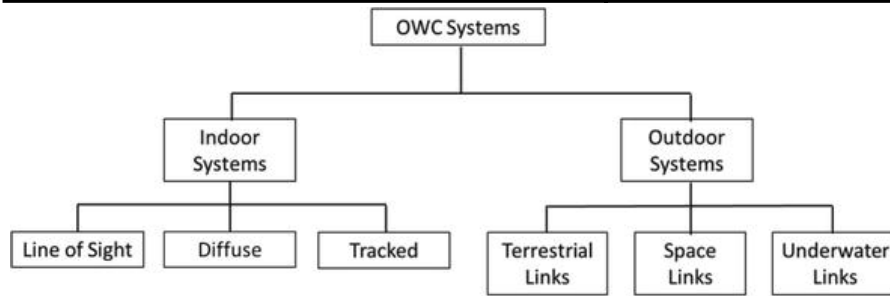 OWC Systems
Indoor
Systems
Outdoor
Systems
Line of Sight
Diffuse
Tracked
Terrestrial
Links
Space
Links
Underwater
Links